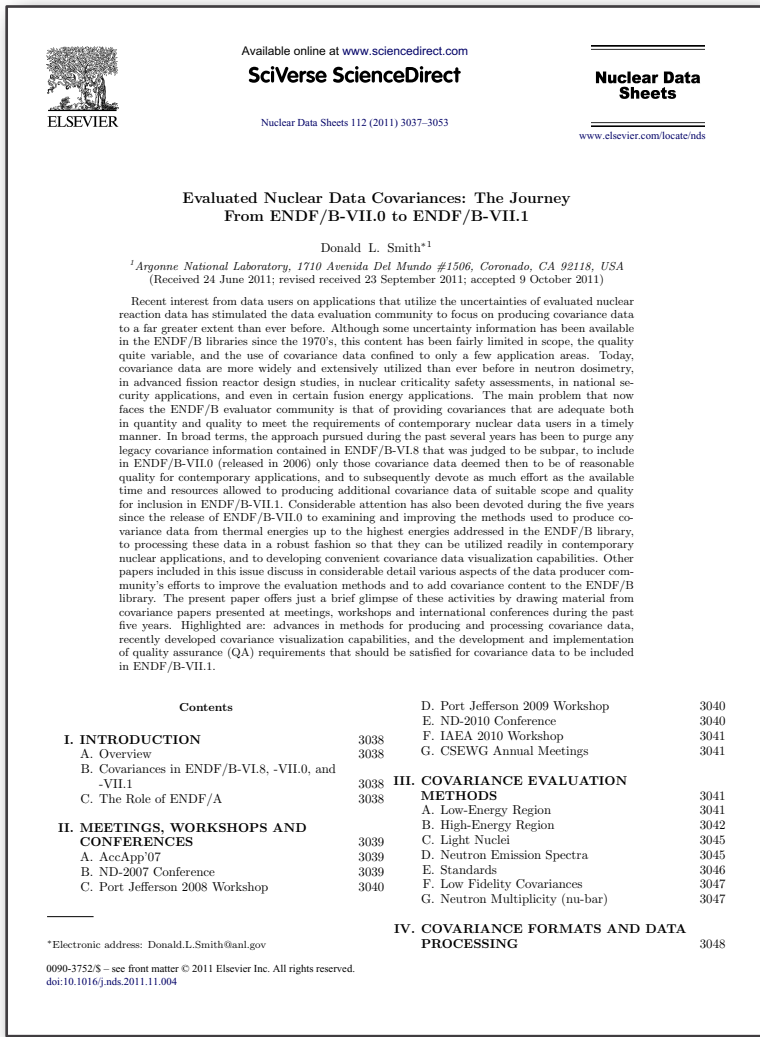 ELSEVIER
Available online at www.sciencedirect.com
SciVerse ScienceDirect
Nuclear Data Sheets 112 (2011) 3037–3053
Nuclear Data
Sheets
www.elsevier.com/locate/nds
Evaluated Nuclear Data Covariances: The Journey
From ENDF/B-VII.0 to ENDF/B-VII.1
Donald L. Smith∗1
1Argonne National Laboratory, 1710 Avenida Del Mundo #1506, Coronado, CA 92118, USA
(Received 24 June 2011; revised received 23 September 2011; accepted 9 October 2011)
Recent interest from data users on applications that utilize the uncertainties of evaluated nuclear
reaction data has stimulated the data evaluation community to focus on producing covariance data
to a far greater extent than ever before. Although some uncertainty information has been available
in the ENDF/B libraries since the 1970's, this content has been fairly limited in scope, the quality
quite variable, and the use of covariance data confined to only a few application areas. Today,
covariance data are more widely and extensively utilized than ever before in neutron dosimetry,
in advanced fission reactor design studies, in nuclear criticality safety assessments, in national se-
curity applications, and even in certain fusion energy applications. The main problem that now
faces the ENDF/B evaluator community is that of providing covariances that are adequate both
in quantity and quality to meet the requirements of contemporary nuclear data users in a timely
manner. In broad terms, the approach pursued during the past several years has been to purge any
legacy covariance information contained in ENDF/B-VI.8 that was judged to be subpar, to include
in ENDF/B-VII.0 (released in 2006) only those covariance data deemed then to be of reasonable
quality for contemporary applications, and to subsequently devote as much effort as the available
time and resources allowed to producing additional covariance data of suitable scope and quality
for inclusion in ENDF/B-VII.1. Considerable attention has also been devoted during the five years
since the release of ENDF/B-VII.0 to examining and improving the methods used to produce co-
variance data from thermal energies up to the highest energies addressed in the ENDF/B library,
to processing these data in a robust fashion so that they can be utilized readily in contemporary
nuclear applications, and to developing convenient covariance data visualization capabilities. Other
papers included in this issue discuss in considerable detail various aspects of the data producer com-
munity's efforts to improve the evaluation methods and to add covariance content to the ENDF/B
library. The present paper offers just a brief glimpse of these activities by drawing material from
covariance papers presented at meetings, workshops and international conferences during the past
five years. Highlighted are: advances in methods for producing and processing covariance data,
recently developed covariance visualization capabilities, and the development and implementation
of quality assurance (QA) requirements that should be satisfied for covariance data to be included
in ENDF/B-VII.1.
Contents
I. INTRODUCTION 3038
A. Overview 3038
B. Covariances in ENDF/B-VI.8, -VII.0, and
-VII.1 3038
C. The Role of ENDF/A 3038
II. MEETINGS, WORKSHOPS AND
CONFERENCES 3039
A. AccApp'07 3039
B. ND-2007 Conference 3039
C. Port Jefferson 2008 Workshop 3040
D. Port Jefferson 2009 Workshop 3040
E. ND-2010 Conference 3040
F. IAEA 2010 Workshop 3041
G. CSEWG Annual Meetings 3041
III. COVARIANCE EVALUATION
METHODS 3041
A. Low-Energy Region 3041
B. High-Energy Region 3042
C. Light Nuclei 3045
D. Neutron Emission Spectra 3045
E. Standards 3046
F. Low Fidelity Covariances 3047
G. Neutron Multiplicity (nu-bar) 3047
IV. COVARIANCE FORMATS AND DATA
PROCESSING 3048
∗Electronic address: Donald.L.Smith@anl.gov
0090-3752/$ – see front matter © 2011 Elsevier Inc. All rights reserved.
doi:10.1016/j.nds.2011.11.004